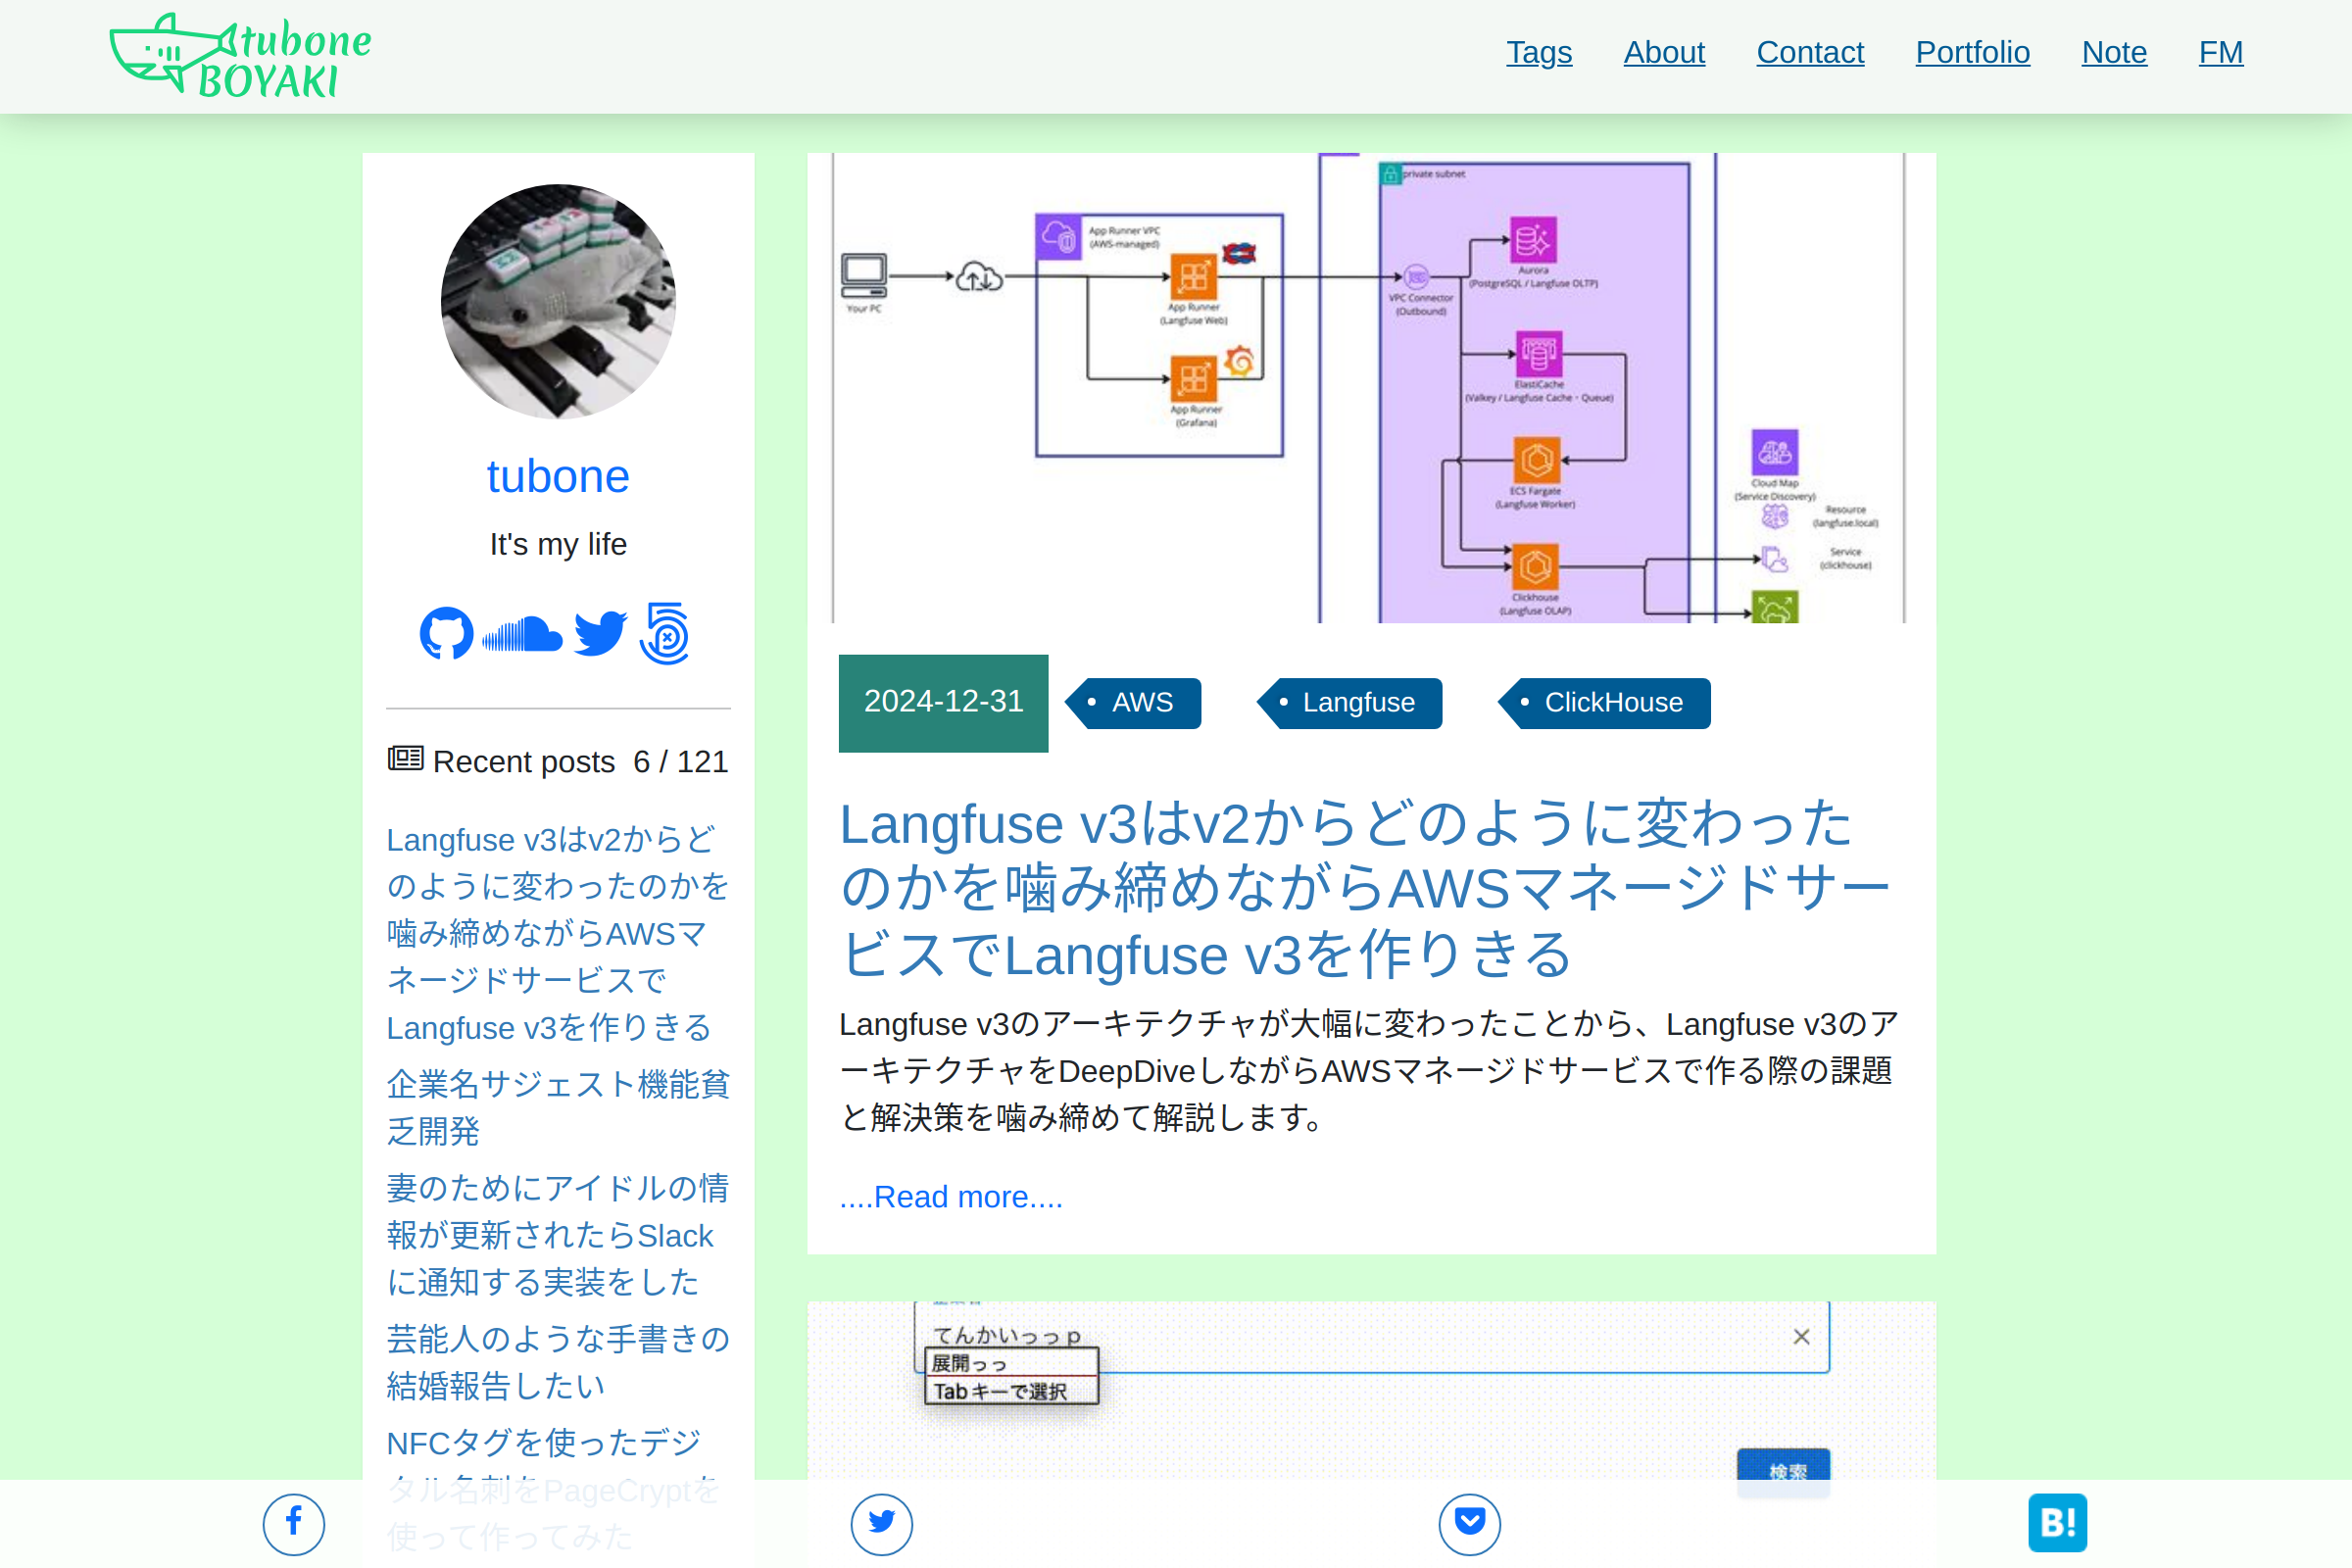 tubone
BOYAKI
Tags About Contact Portfolio Note FM
tubone
It's my life
Recent posts 6 / 121
Langfuse v3はv2からど
のように変わったのかを
噛み締めながらAWSマ
ネージドサービスで
Langfuse v3を作りきる
企業名サジェスト機能貧
乏開発
妻のためにアイドルの情
報が更新されたらSlack
に通知する実装をした
芸能人のような手書きの
結婚報告したい
NFCタグを使ったデジ
タル名刺をPageCryptを
使って作ってみた
private subnet
App Runner VPC
(AWS-managed)
Your PC
App Runner
(Langfuse Web)
App Runner
(Grafana)
VPC Connector
(Outbound)
Aurora
(PostgreSQL / Langfuse OLTP)
ElastiCache
(Valkey / Langfuse Cache・Queue)
ECS Fargate
(Langfuse Worker)
Clickhouse
(Langfuse OLAP)
Cloud Map
(Service Discovery)
Resource
(langfuse.local)
Service
(clickhouse)
2024-12-31
AWS
Langfuse
ClickHouse
Langfuse v3はv2からどのように変わった
のかを噛み締めながらAWSマネージドサー
ビスでLangfuse v3を作りきる
Langfuse v3のアーキテクチャが大幅に変わったことから、Langfuse v3のア
ーキテクチャをDeepDiveしながらAWSマネージドサービスで作る際の課題
と解決策を噛み締めて解説します。
....Read more....
てんかいっっｐ
展開っっ
Tabキーで選択
検索
B!